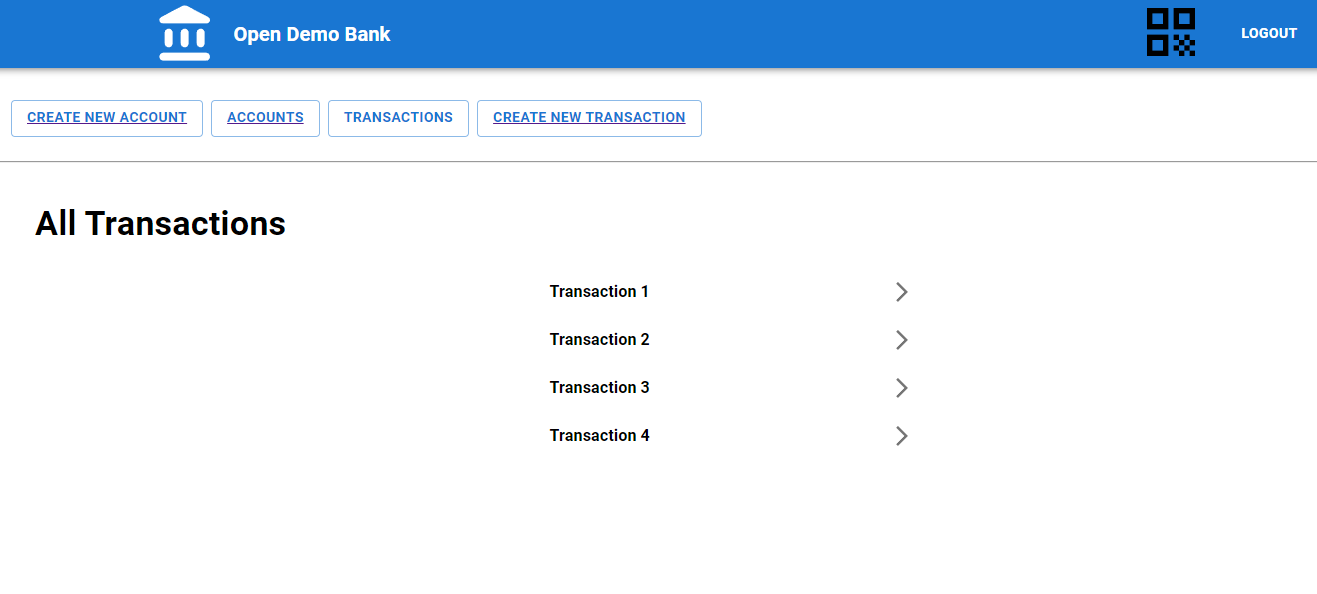 Open Demo Bank
LOGOUT
CREATE NEW ACCOUNT
ACCOUNTS
TRANSACTIONS
CREATE NEW TRANSACTION
All Transactions
Transaction 1
Transaction 2
Transaction 3
Transaction 4